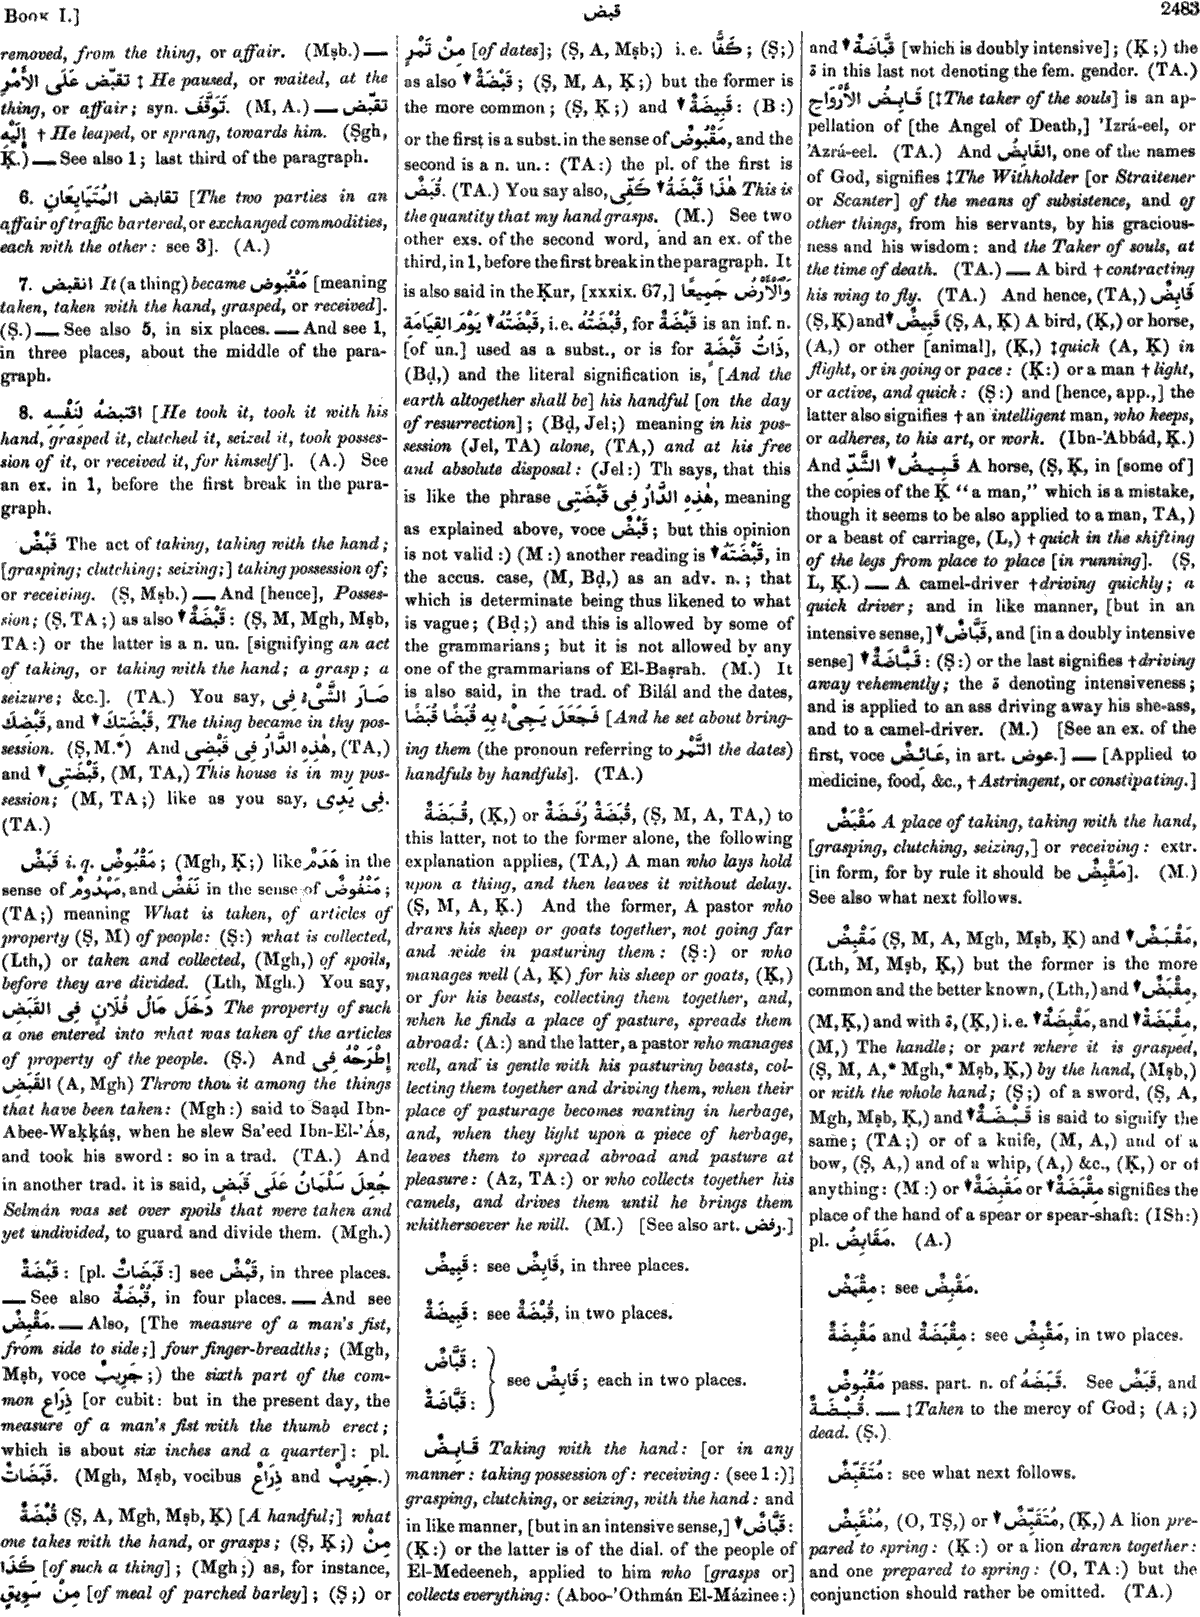 Book I.]
قبض
2483
removed, from the thing, or affair. (Mṣb.) —
تقبّض عَلَى الأَمْرِ ‡ He paused, or waited, at the
thing, or affair; syn. تَوَقَّفَ. (M, A.) — تقبّض
إِلَيْهِ † He leaped, or sprang, towards him. (Ṣgh,
Ḳ.) — See also 1; last third of the paragraph.
6. تقابض المُتَبَايِعَانِ [The two parties in an
affair of traffic bartered, or exchanged commodities,
each with the other: see 3]. (A.)
7. انقبض It (a thing) became مَقْبُوض [meaning
taken, taken with the hand, grasped, or received].
(Ṣ.) — See also 5, in six places. — And see 1,
in three places, about the middle of the para-
graph.
8. اقتبضهُ لِنَفْسِهِ [He took it, took it with his
hand, grasped it, clutched it, seized it, took posses-
sion of it, or received it, for himself]. (A.) See
an ex. in 1, before the first break in the para-
graph.
قَبْضٌ The act of taking, taking with the hand;
[grasping; clutching; seizing;] taking possession of;
or receiving. (Ṣ, Mṣb.) — And [hence], Posses-
sion; (Ṣ, TA;) as also ▾قَبْضَةٌ: (Ṣ, M, Mgh, Mṣb,
TA:) or the latter is a n. un. [signifying an act
of taking, or taking with the hand; a grasp; a
seizure; &c.]. (TA.) You say, صَارَ الشَّىْءُ فِى
قَبْضِكَ, and ▾قَبْضَتِكَ, The thing became in thy pos-
session. (Ṣ, M.*) And هٰذِهِ الدَّارُ فِى قَبْضِى, (TA,)
and ▾قَبْضَتِى, (M, TA,) This house is in my pos-
session; (M, TA;) like as you say, فِى يَدِى.
(TA.)
قَبَضٌ i. q. مَقْبُوضٌ; (Mgh, Ḳ;) like هَدَمٌ in the
sense of مَهْدُومٌ, and نَفَضٌ in the sense of مَنْفُوضٌ;
(TA;) meaning What is taken, of articles of
property (Ṣ, M) of people: (Ṣ:) what is collected,
(Lth,) or taken and collected, (Mgh,) of spoils,
before they are divided. (Lth, Mgh.) You say,
دَخَلَ مَالُ فُلَانٍ فِى القَبَضِ The property of such
a one entered into what was taken of the articles
of property of the people. (Ṣ.) And اِطْرَحْهُ فِى
القَبَضِ (A, Mgh) Throw thou it among the things
that have been taken: (Mgh:) said to Saạd Ibn-
Abee-Waḳḳáṣ, when he slew Sa'eed Ibn-El-'Áṣ,
and took his sword: so in a trad. (TA.) And
in another trad. it is said, جُعِلَ سَلْمَانُ عَلَى قَبَضٍ
Selmán was set over spoils that were taken and
yet undivided, to guard and divide them. (Mgh.)
قَبْضَةٌ: [pl. قَبَضَاتٌ:] see قَبْضٌ, in three places.
— See also قُبْضَةٌ, in four places. — And see
مَقْبِضٌ. — Also, [The measure of a man's fist,
from side to side;] four finger-breadths; (Mgh,
Mṣb, voce جَرِيبٌ;) the sixth part of the com-
mon ذِرَاع [or cubit: but in the present day, the
measure of a man's fist with the thumb erect;
which is about six inches and a quarter]: pl.
قَبَضَاتٌ. (Mgh, Mṣb, vocibus ذِرَاعٌ and جَرِيبٌ.)
قُبْضَةٌ (Ṣ, A, Mgh, Mṣb, Ḳ) [A handful;] what
one takes with the hand, or grasps; (Ṣ, Ḳ;) مِنْ
كَذَا [of such a thing]; (Mgh;) as, for instance,
مِنْ سَوِيقٍ [of meal of parched barley]; (Ṣ;) or
مِنْ تَمْرٍ [of dates]; (Ṣ, A, Mṣb;) i. e. كَفًّا; (Ṣ;)
as also ▾قَبْضَةٌ; (Ṣ, M, A, Ḳ;) but the former is
the more common; (Ṣ, Ḳ;) and ▾قَبِيضَةٌ: (B:)
or the first is a subst. in the sense of مَقْبُوضٌ, and the
second is a n. un.: (TA:) the pl. of the first is
قُبَضٌ. (TA.) You say also, هٰذَا قُبْضَةُ▾ كَفِّى This is
the quantity that my hand grasps. (M.) See two
other exs. of the second word, and an ex. of the
third, in 1, before the first break in the paragraph. It
is also said in the Ḳur, [xxxix. 67,] وَالْأَرْضُ جَمِيعًا
قَبْضَتُهُ▾ يَوْمَ القِيَامَةِ, i. e. قُبْضَتُهُ, for قَبْضَةٌ is an inf. n.
[of un.] used as a subst., or is for ذَاتُ قَبْضَةٍ,
(Bḍ,) and the literal signification is, [And the
earth altogether shall be] his handful [on the day
of resurrection]; (Bḍ, Jel;) meaning in his pos-
session (Jel, TA) alone, (TA,) and at his free
and absolute disposal: (Jel:) Th says, that this
is like the phrase هٰذِهِ الدَّارُ فِى قَبْضَتِى, meaning
as explained above, voce قَبْضٌ; but this opinion
is not valid:) (M:) another reading is ▾قَبْضَتَهُ, in
the accus. case, (M, Bḍ,) as an adv. n.; that
which is determinate being thus likened to what
is vague; (Bḍ;) and this is allowed by some of
the grammarians; but it is not allowed by any
one of the grammarians of El-Baṣrah. (M.) It
is also said, in the trad. of Bilál and the dates,
فَجَعَلَ يَجِىْءُ بِهِ قُبَضًا قُبَضًا [And he set about bring-
ing them (the pronoun referring to التَّمْر the dates)
handfuls by handfuls]. (TA.)
قُبَضَةٌ, (Ḳ,) or قُبَضَةٌ رُفَضَةٌ, (Ṣ, M, A, TA,) to
this latter, not to the former alone, the following
explanation applies, (TA,) A man who lays hold
upon a thing, and then leaves it without delay.
(Ṣ, M, A, Ḳ.) And the former, A pastor who
draws his sheep or goats together, not going far
and wide in pasturing them: (Ṣ:) or who
manages well (A, Ḳ) for his sheep or goats, (Ḳ,)
or for his beasts, collecting them together, and,
when he finds a place of pasture, spreads them
abroad: (A:) and the latter, a pastor who manages
well, and is gentle with his pasturing beasts, col-
lecting them together and driving them, when their
place of pasturage becomes wanting in herbage,
and, when they light upon a piece of herbage,
leaves them to spread abroad and pasture at
pleasure: (Az, TA:) or who collects together his
camels, and drives them until he brings them
whithersoever he will. (M.) [See also art. رفض.]
قَبِيضٌ: see قَابِضٌ, in three places.
قَبِيضَةٌ: see قُبْضَةٌ, in two places.
قَبَّاضٌ:
قَبَّاضَةٌ:
see قَابِضٌ; each in two places.
قَابِضٌ Taking with the hand: [or in any
manner: taking possession of: receiving: (see 1:)]
grasping, clutching, or seizing, with the hand: and
in like manner, [but in an intensive sense,] ▾قَبَّاضٌ:
(Ḳ:) or the latter is of the dial. of the people of
El-Medeeneh, applied to him who [grasps or]
collects everything: (Aboo-'Othmán El-Mázinee:)
and ▾قَبَّاضَةٌ [which is doubly intensive]; (Ḳ;) the
ة in this last not denoting the fem. gender. (TA.)
قَابِضُ الأَرْوَاحِ [‡The taker of the souls] is an ap-
pellation of [the Angel of Death,] 'Izrá-eel, or
'Azrá-eel. (TA.) And القَابِضُ, one of the names
of God, signifies ‡The Withholder [or Straitener
or Scanter] of the means of subsistence, and of
other things, from his servants, by his gracious-
ness and his wisdom: and the Taker of souls, at
the time of death. (TA.) — A bird † contracting
his wing to fly. (TA.) And hence, (TA,) قَابِضٌ
(Ṣ, Ḳ) and ▾قَبِيضٌ (Ṣ, A, Ḳ) A bird, (Ḳ,) or horse,
(A,) or other [animal], (Ḳ,) ‡quick (A, Ḳ) in
flight, or in going or pace: (Ḳ:) or a man † light,
or active, and quick: (Ṣ:) and [hence, app.,] the
latter also signifies † an intelligent man, who keeps,
or adheres, to his art, or work. (Ibn-'Abbád, Ḳ.)
And قَبِيضُ▾ الشَّدِّ A horse, (Ṣ, Ḳ, in [some of]
the copies of the Ḳ "a man," which is a mistake,
though it seems to be also applied to a man, TA,)
or a beast of carriage, (L,) † quick in the shifting
of the legs from place to place [in running]. (Ṣ,
L, Ḳ.) — A camel-driver † driving quickly; a
quick driver; and in like manner, [but in an
intensive sense,] ▾قَبَّاضٌ, and [in a doubly intensive
sense] ▾قَبَّاضَةٌ: (Ṣ:) or the last signifies † driving
away vehemently; the ة denoting intensiveness;
and is applied to an ass driving away his she-ass,
and to a camel-driver. (M.) [See an ex. of the
first, voce عَائِضٌ, in art. عوض.] — [Applied to
medicine, food, &c., † Astringent, or constipating.]
مَقْبَضٌ A place of taking, taking with the hand,
[grasping, clutching, seizing,] or receiving: extr.
[in form, for by rule it should be مَقْبِضٌ]. (M.)
See also what next follows.
مَقْبِضٌ (Ṣ, M, A, Mgh, Mṣb, Ḳ) and ▾مَقْبَضٌ,
(Lth, M, Mṣb, Ḳ,) but the former is the more
common and the better known, (Lth,) and ▾مِقْبَضٌ,
(M, Ḳ,) and with ة, (Ḳ,) i. e. ▾مَقْبِضَةٌ, and ▾مَقْبَضَةٌ,
(M,) The handle; or part where it is grasped,
(Ṣ, M, A,* Mgh,* Mṣb, Ḳ,) by the hand, (Mṣb,)
or with the whole hand; (Ṣ;) of a sword, (Ṣ, A,
Mgh, Mṣb, Ḳ,) and ▾قَبْضَةٌ is said to signify the
same; (TA;) or of a knife, (M, A,) and of a
bow, (Ṣ, A,) and of a whip, (A,) &c., (Ḳ,) or of
anything: (M:) or ▾مَقْبِضَةٌ or ▾مَقْبَضَةٌ signifies the
place of the hand of a spear or spear-shaft: (ISh:)
pl. مَقَابِضُ. (A.)
مِقْبَضٌ: see مَقْبِضٌ.
مَقْبِضَةٌ and مَقْبَضَةٌ: see مَقْبِضٌ, in two places.
مَقْبُوضٌ pass. part. n. of قَبَضَهُ. See قَبَضٌ, and
قُبْضَةٌ. — ‡Taken to the mercy of God; (A;)
dead. (Ṣ.)
مُتَقَبِّضٌ: see what next follows.
مُنْقَبِضٌ, (O, TṢ,) or ▾مُتَقَبِّضٌ, (Ḳ,) A lion pre-
pared to spring: (Ḳ:) or a lion drawn together:
and one prepared to spring: (O, TA:) but the
conjunction should rather be omitted. (TA.)